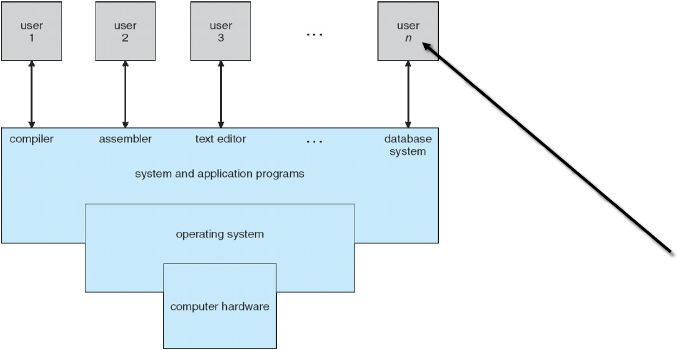 user
1
user
2
user
3
...
user
n
compiler
assembler
text editor
...
database
system
system and application programs
operating system
computer hardware